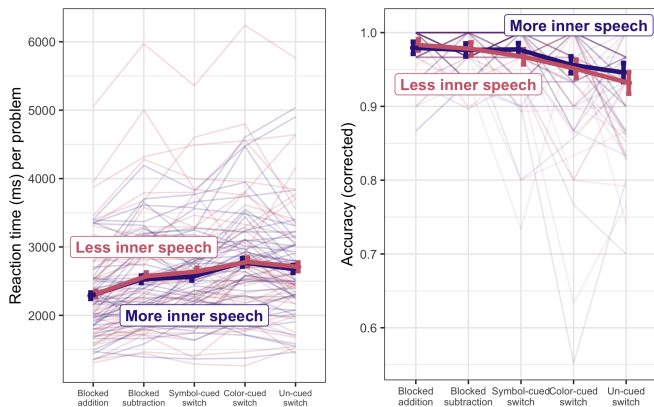 Reaction time (ms) per problem
6000
5000
4000
3000
2000
Less inner speech
More inner speech
Blocked
addition
Blocked
subtraction
Symbol-cued
switch
Color-cued
switch
Un-cued
switch
Accuracy (corrected)
1.0
0.9
0.8
0.7
0.6
More inner speech
Less inner speech
Blocked
addition
Blocked
subtraction
Symbol-cued
switch
Color-cued
switch
Un-cued
switch